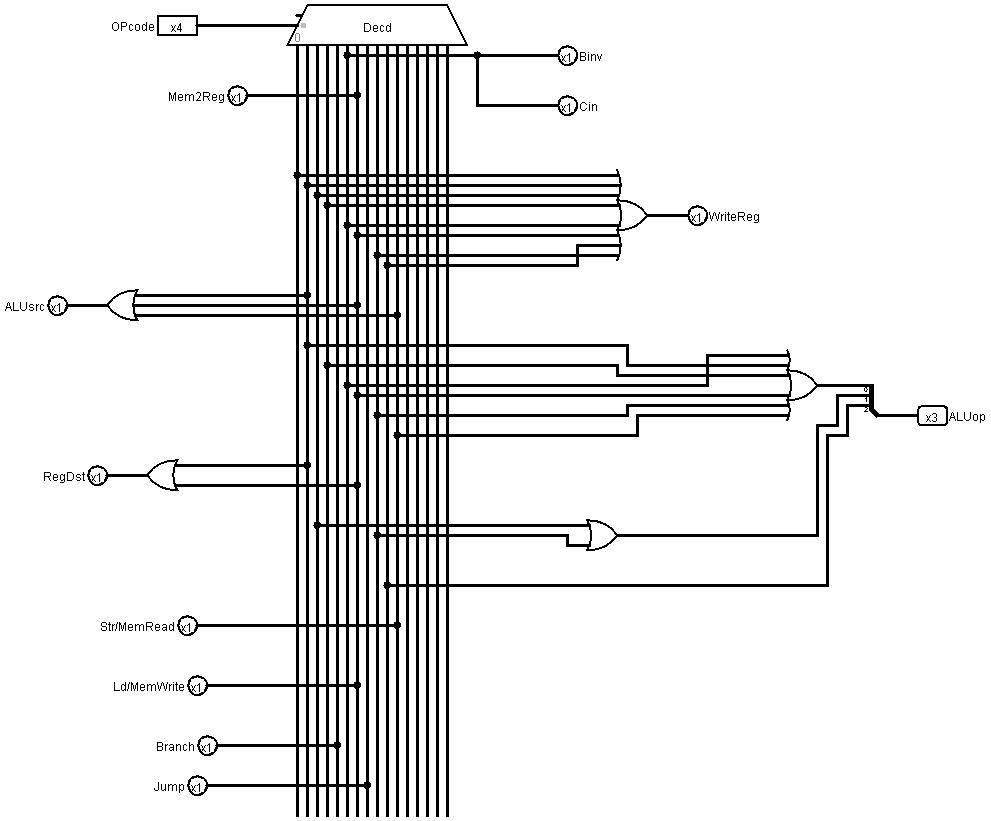 OPcode x4
Decd
0
x1 Binv
Mem2Reg x1
x1 Cin
x1 WriteReg
ALUsrc x1
0
1
2
x3 ALUop
RegDst x1
Str/MemRead x1
Ld/MemWrite x1
Branch x1
Jump x1